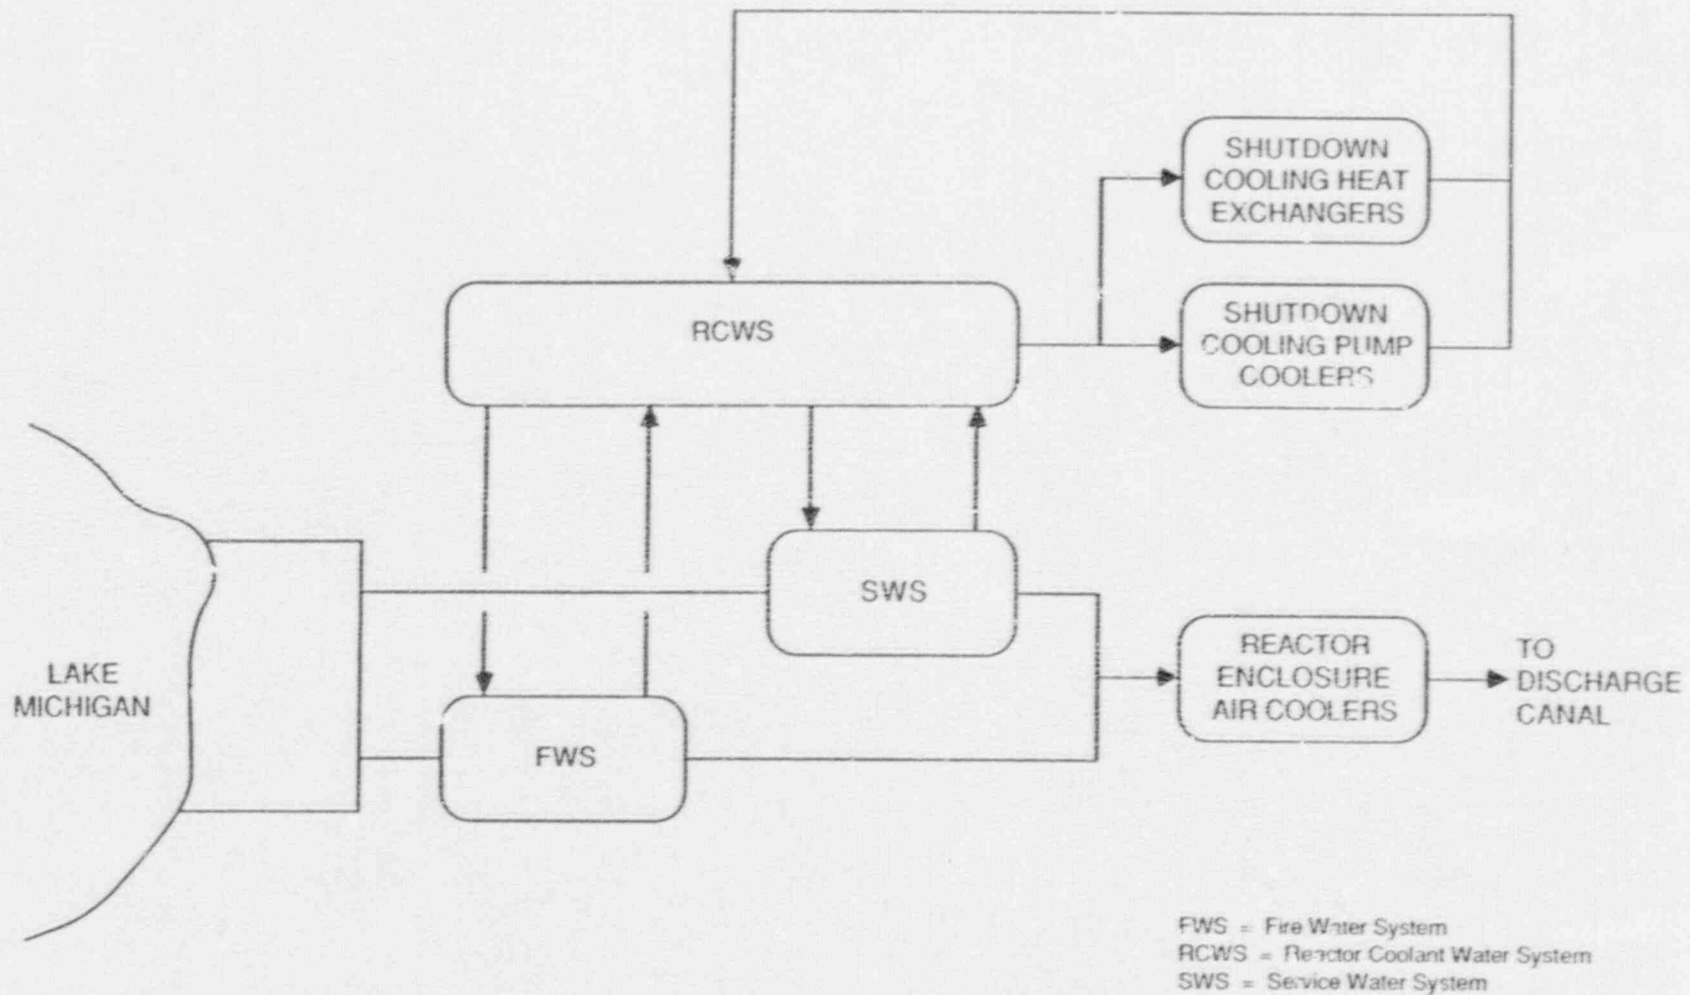 SHUTDOWN
COOLING HEAT
EXCHANGERS
RCWS
SHUTDOWN
COOLING PUMP
COOLERS
SWS
LAKE
MICHIGAN
FWS
REACTOR
ENCLOSURE
AIR COOLERS
TO
DISCHARGE
CANAL
FWS = Fire Water System
RCWS = Reactor Coolant Water System
SWS = Service Water System